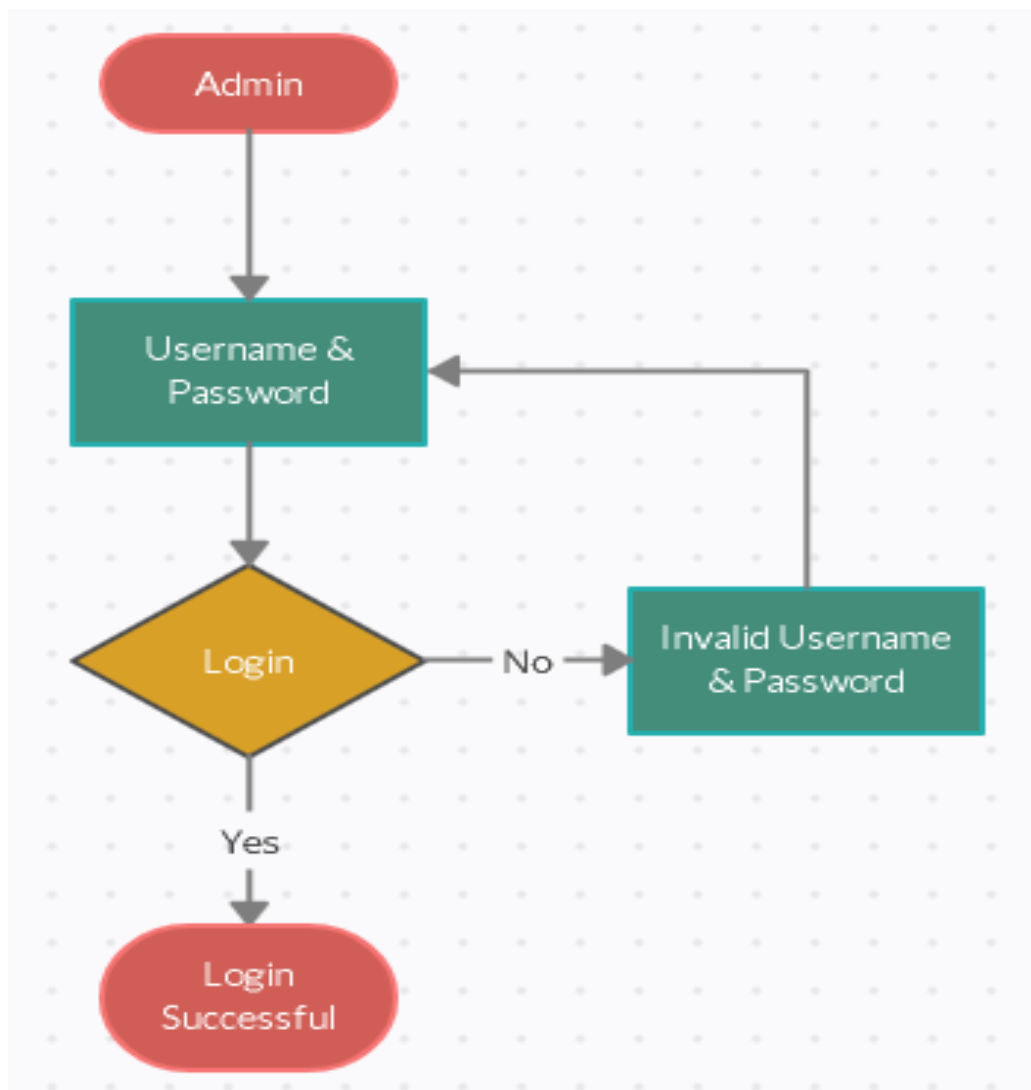 Admin
Username &
Password
Login
No
Invalid Username
& Password
Yes
Login
Successful